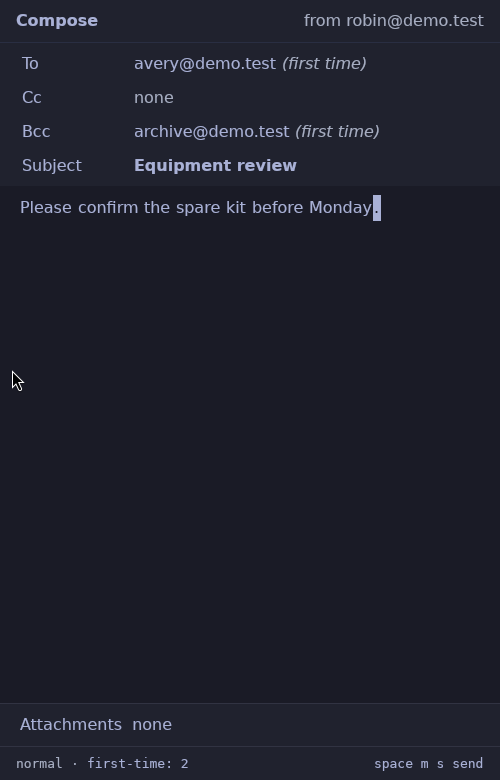 Compose from robin@demo.test
To avery@demo.test (first time)
Cc none
Bcc archive@demo.test (first time)
Subject Equipment review
Please confirm the spare kit before Monday.
Attachments none
normal · first-time: 2 space m s send